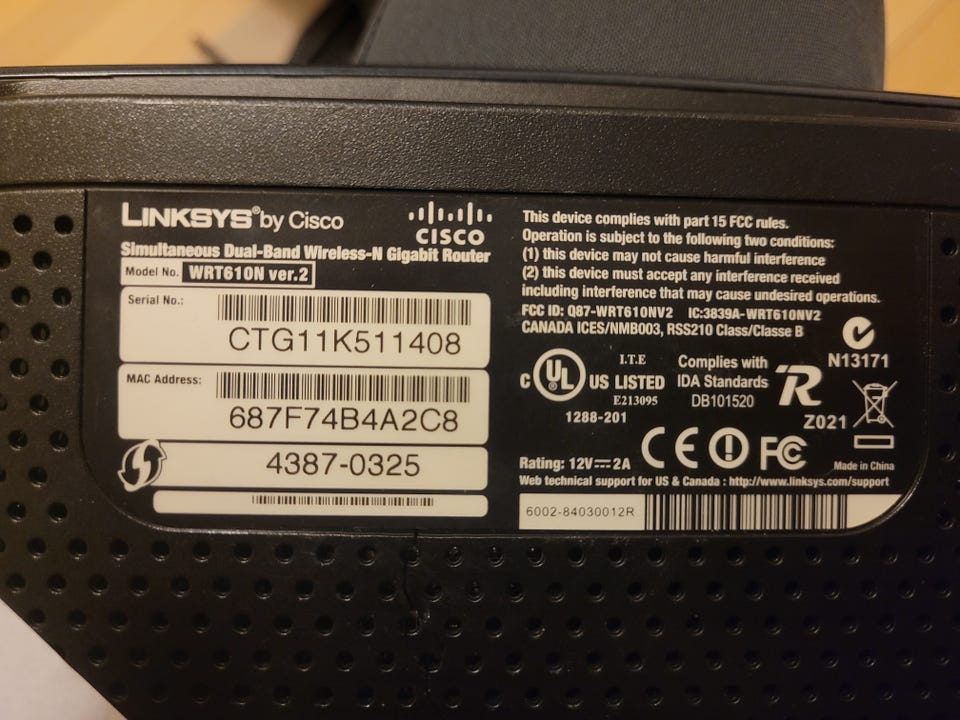 LINKSYS® by Cisco
CISCO
Simultaneous Dual-Band Wireless-N Gigabit Router
Model No. WRT610N ver.2
Serial No.:
CTG11K511408
MAC Address:
687F74B4A2C8
4387-0325
This device complies with part 15 FCC rules.
Operation is subject to the following two conditions:
(1) this device may not cause harmful interference
(2) this device must accept any interference received
including interference that may cause undesired operations.
FCC ID: Q87-WRT610NV2 IC:3839A-WRT610NV2
CANADA ICES/NMB003, RSS210 Class/Classe B
N13171
C UL US LISTED
I.T.E
E213095
1288-201
Complies with
IDA Standards
DB101520
R
Z021
CE FC
Rating: 12V⎓2A
Made in China
Web technical support for US & Canada : http://www.linksys.com/support
6002-84030012R